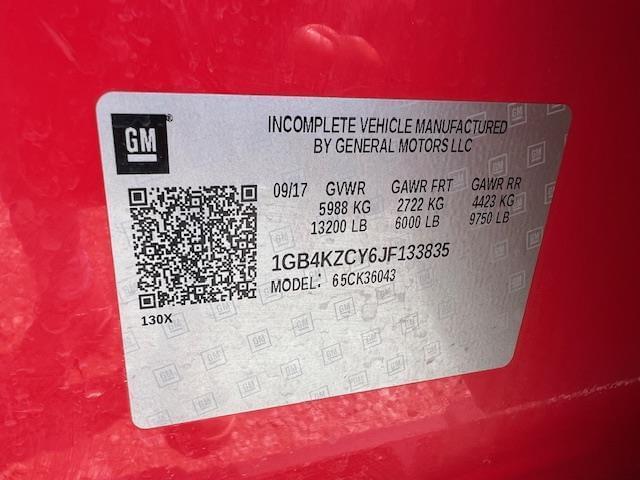 GM ®
INCOMPLETE VEHICLE MANUFACTURED
BY GENERAL MOTORS LLC
09/17 GVWR GAWR FRT GAWR RR
5988 KG 2722 KG 4423 KG
13200 LB 6000 LB 9750 LB
1GB4KZCY6JF133835
MODEL: 65CK36043
130X